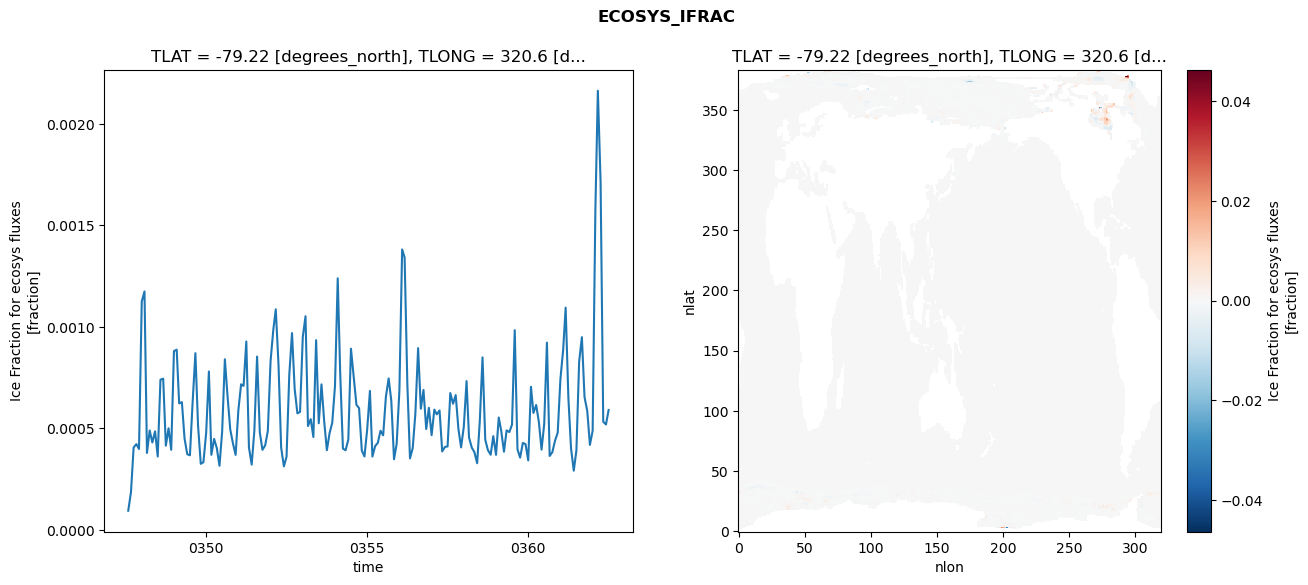 ECOSYS_IFRAC
TLAT = -79.22 [degrees_north], TLONG = 320.6 [d...
Ice Fraction for ecosys fluxes
[fraction]
0.0020
0.0015
0.0010
0.0005
0.0000
0350
0355
0360
time
TLAT = -79.22 [degrees_north], TLONG = 320.6 [d...
nlat
350
300
250
200
150
100
50
0
0
50
100
150
200
250
300
nlon
0.04
0.02
0.00
−0.02
−0.04
Ice Fraction for ecosys fluxes
[fraction]